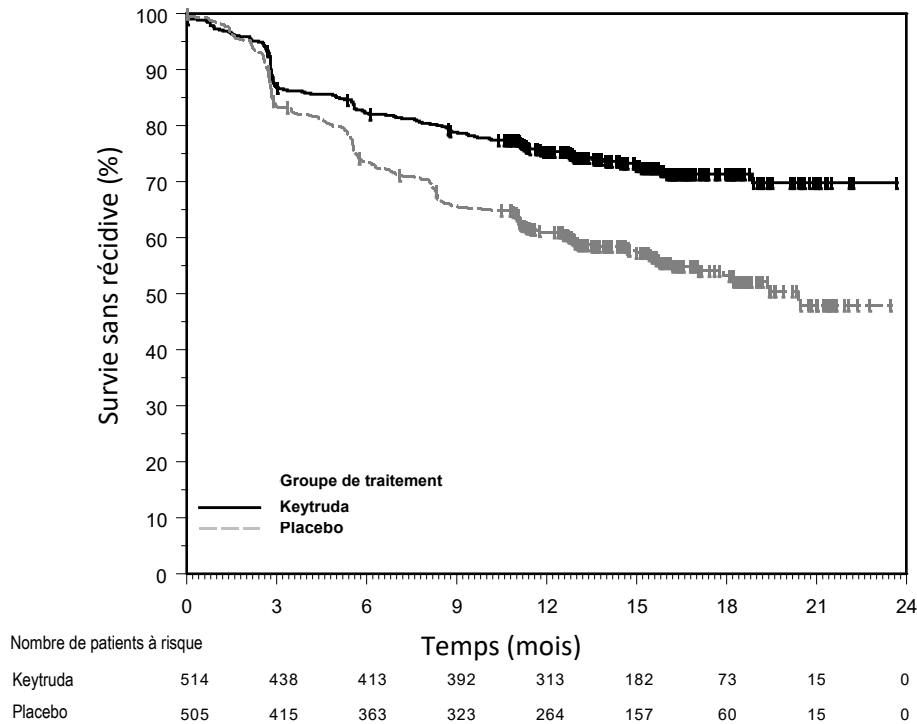 Survie sans récidive (%)
100
90
80
70
60
50
40
30
20
10
0
Groupe de traitement
Keytruda
Placebo
0 3 6 9 12 15 18 21 24
Temps (mois)
Nombre de patients à risque
Keytruda 514 438 413 392 313 182 73 15 0
Placebo 505 415 363 323 264 157 60 15 0